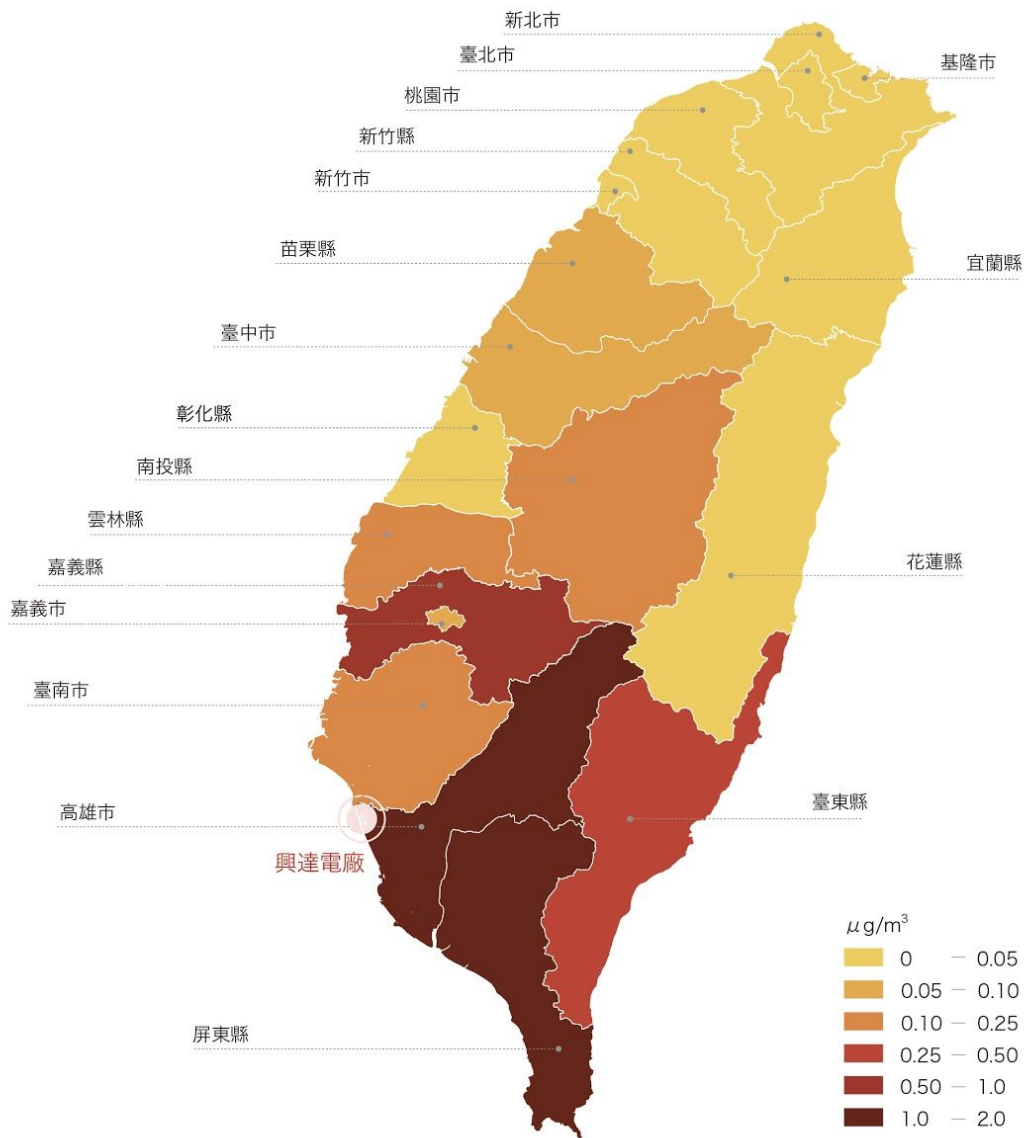 新北市
臺北市
基隆市
桃園市
新竹縣
新竹市
苗栗縣
宜蘭縣
臺中市
彰化縣
南投縣
雲林縣
花蓮縣
嘉義縣
嘉義市
臺南市
臺東縣
高雄市
興達電廠
屏東縣
μg/m³
0 — 0.05
0.05 — 0.10
0.10 — 0.25
0.25 — 0.50
0.50 — 1.0
1.0 — 2.0